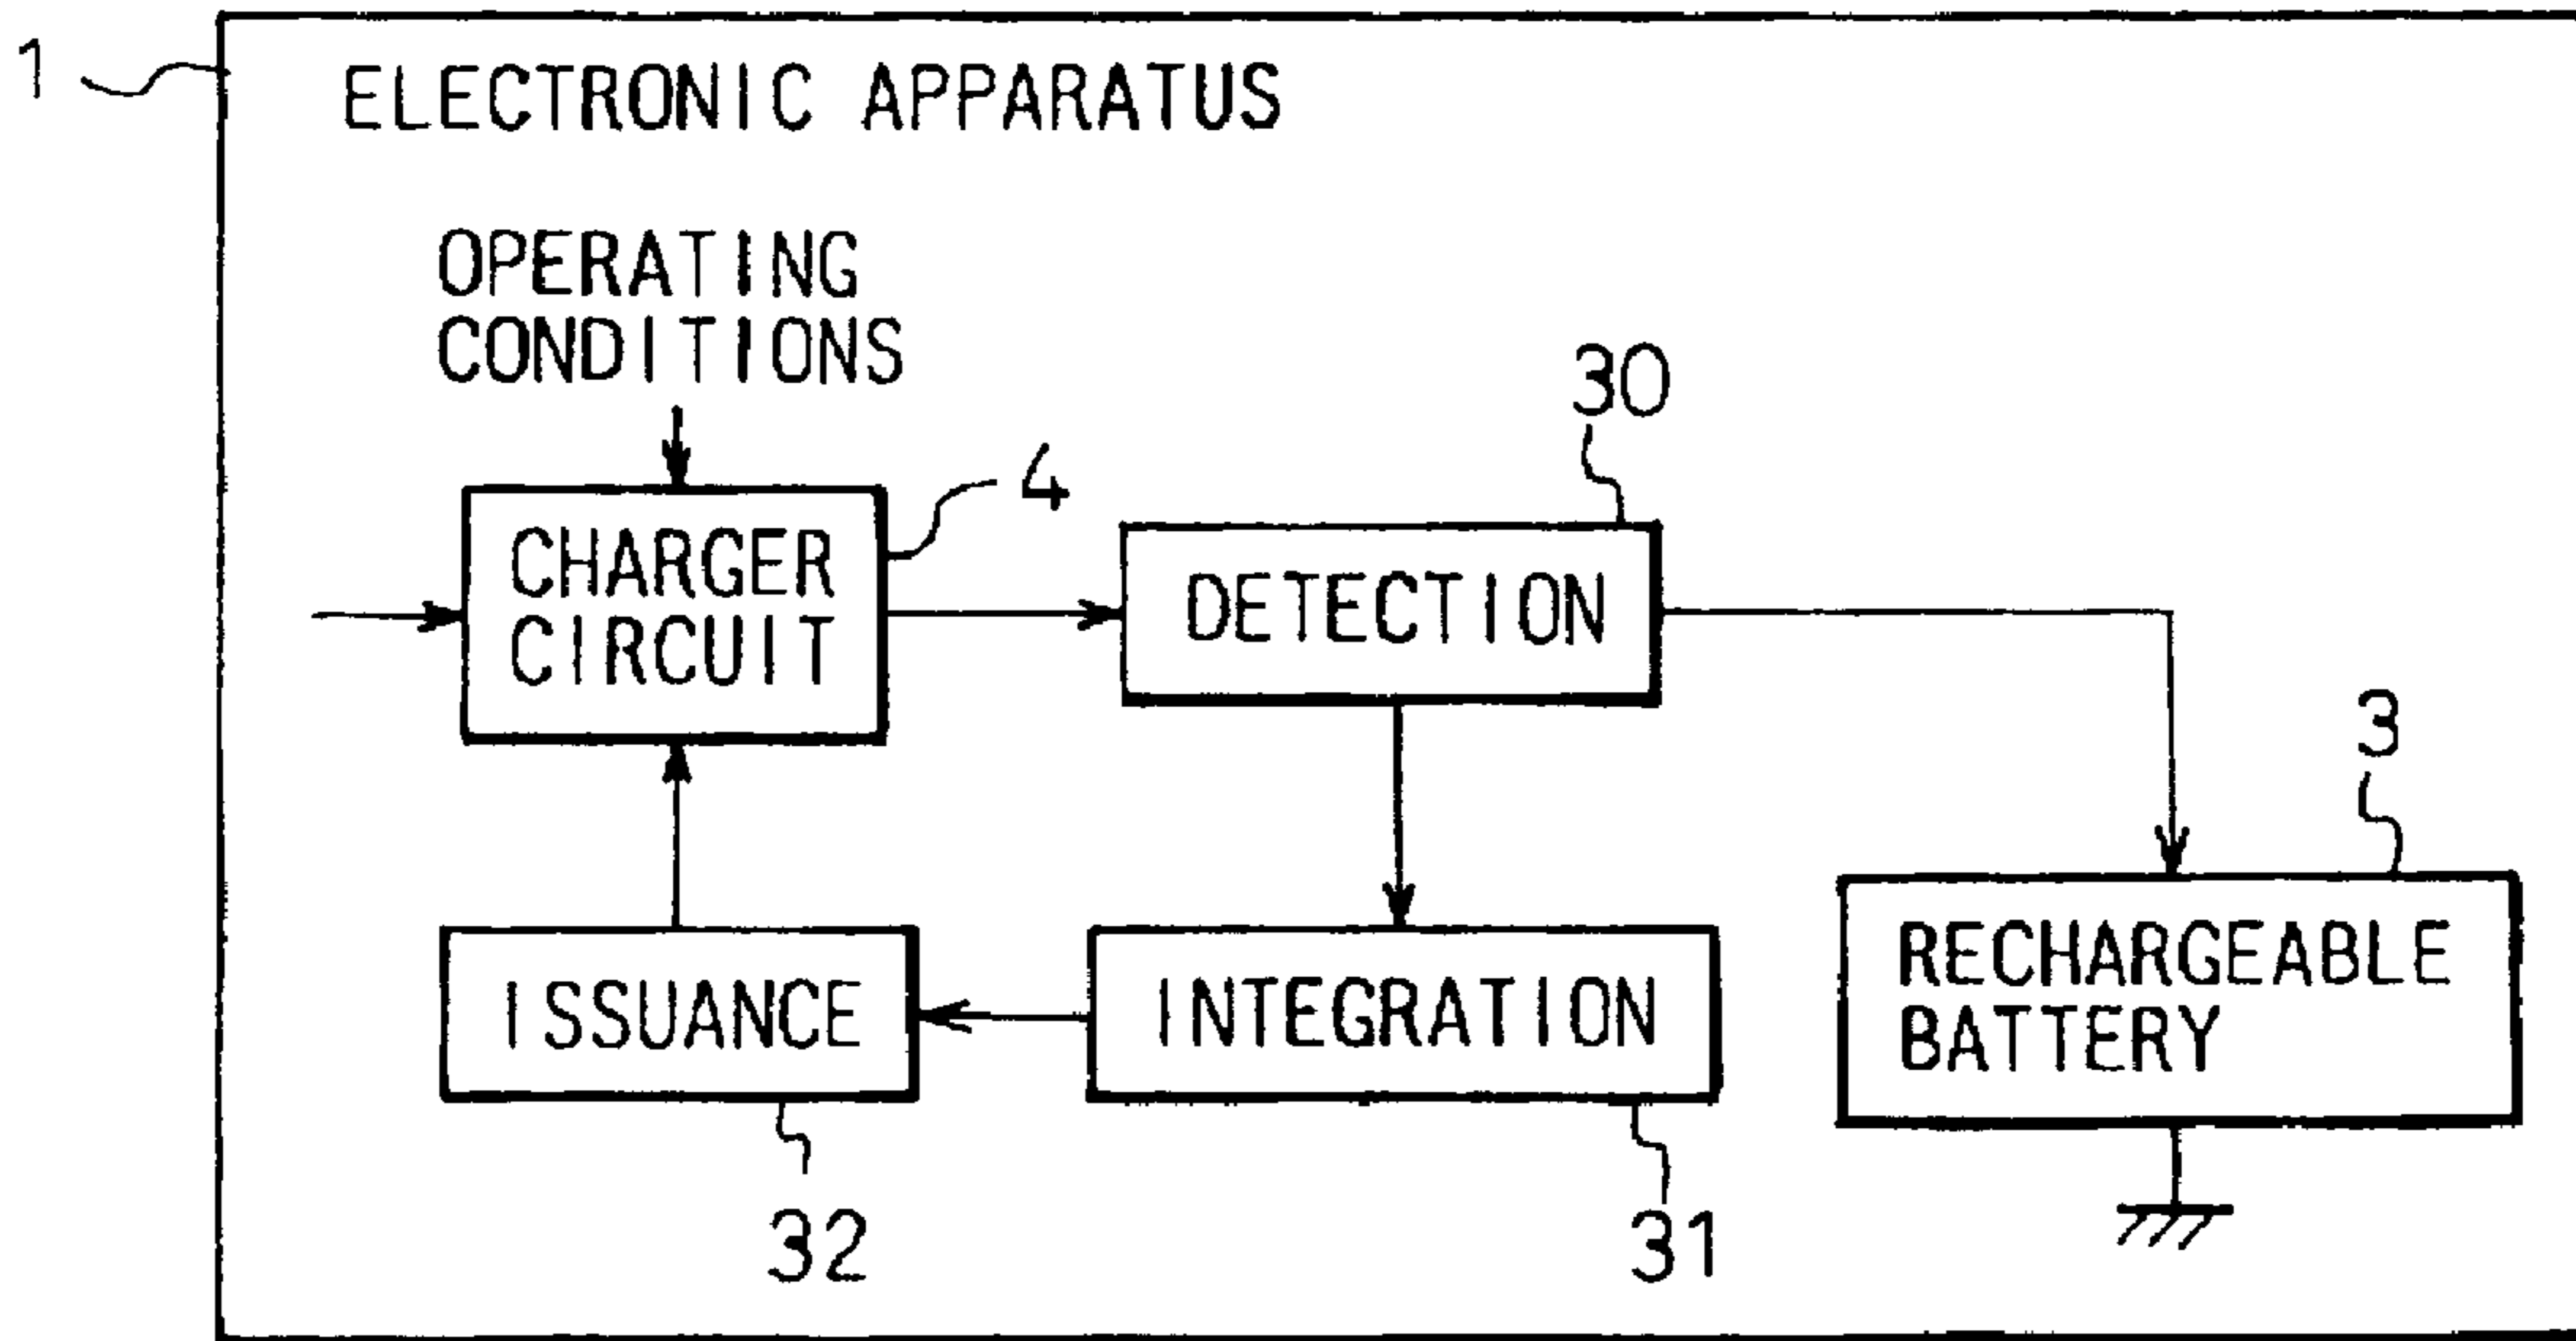 1
ELECTRONIC APPARATUS
OPERATING
CONDITIONS
30
4
CHARGER
CIRCUIT
DETECTION
3
RECHARGEABLE
BATTERY
ISSUANCE
INTEGRATION
32
31